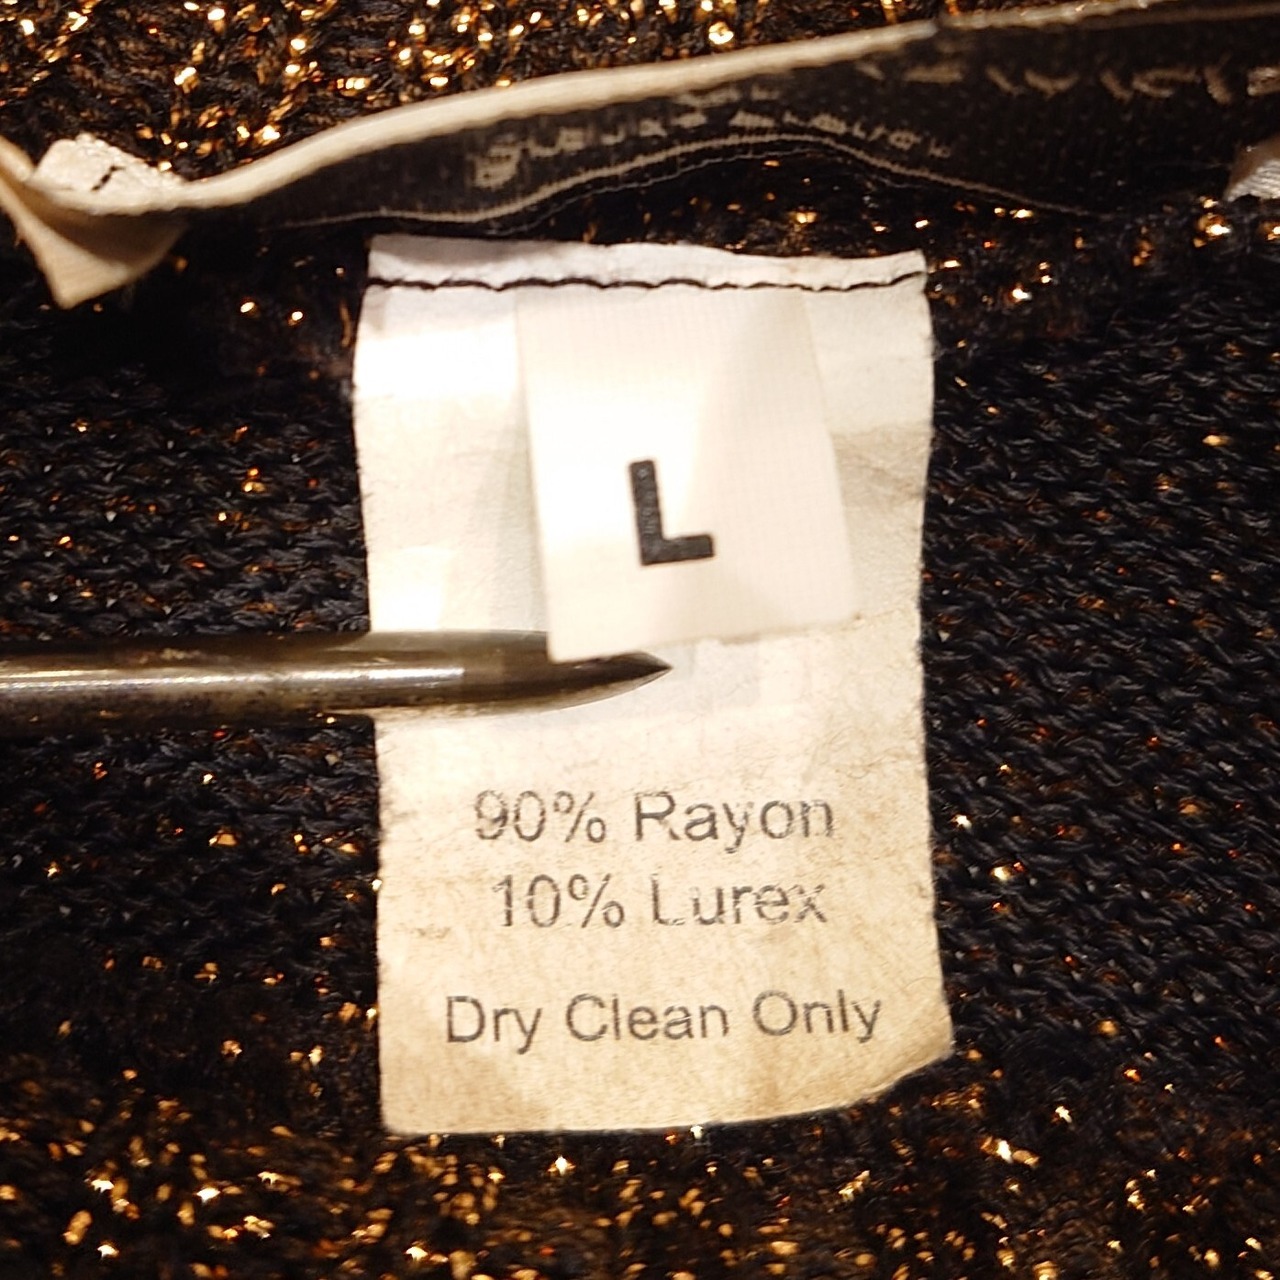 L
90% Rayon
10% Lurex
Dry Clean Only